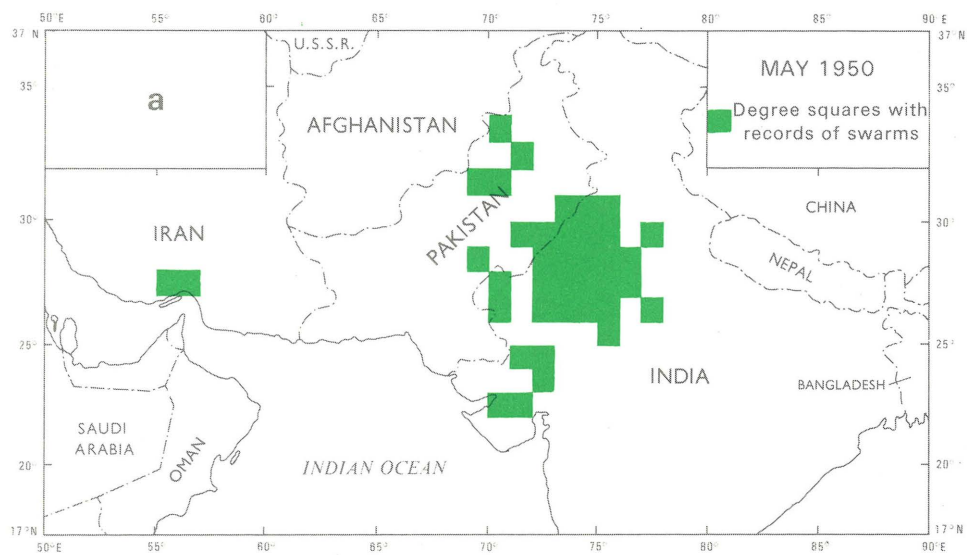 50°E 55° 60° 65° 70° 75° 80° 85° 90 E
37° N 37° N
U.S.S.R.
MAY 1950
35° 35°
a
Degree squares with
records of swarms
AFGHANISTAN
CHINA
30° 30°
PAKISTAN
IRAN
NEPAL
25° 25°
INDIA
BANGLADESH
SAUDI
ARABIA
OMAN
INDIAN OCEAN
20° 20°
17°N 17°N
50°E 55° 60° 65° 70° 75° 80° 85° 90°E